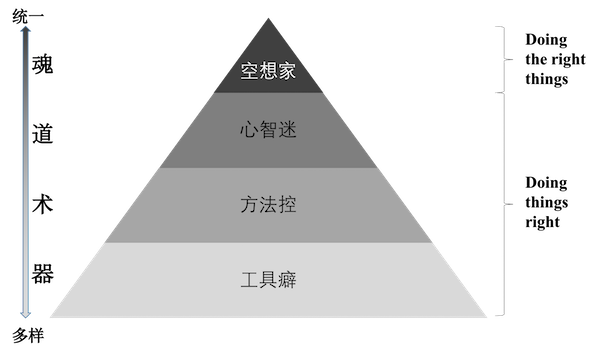 统一
魂
道
术
器
多样
空想家
心智迷
方法控
工具癖
Doing
the right
things
Doing
things
right